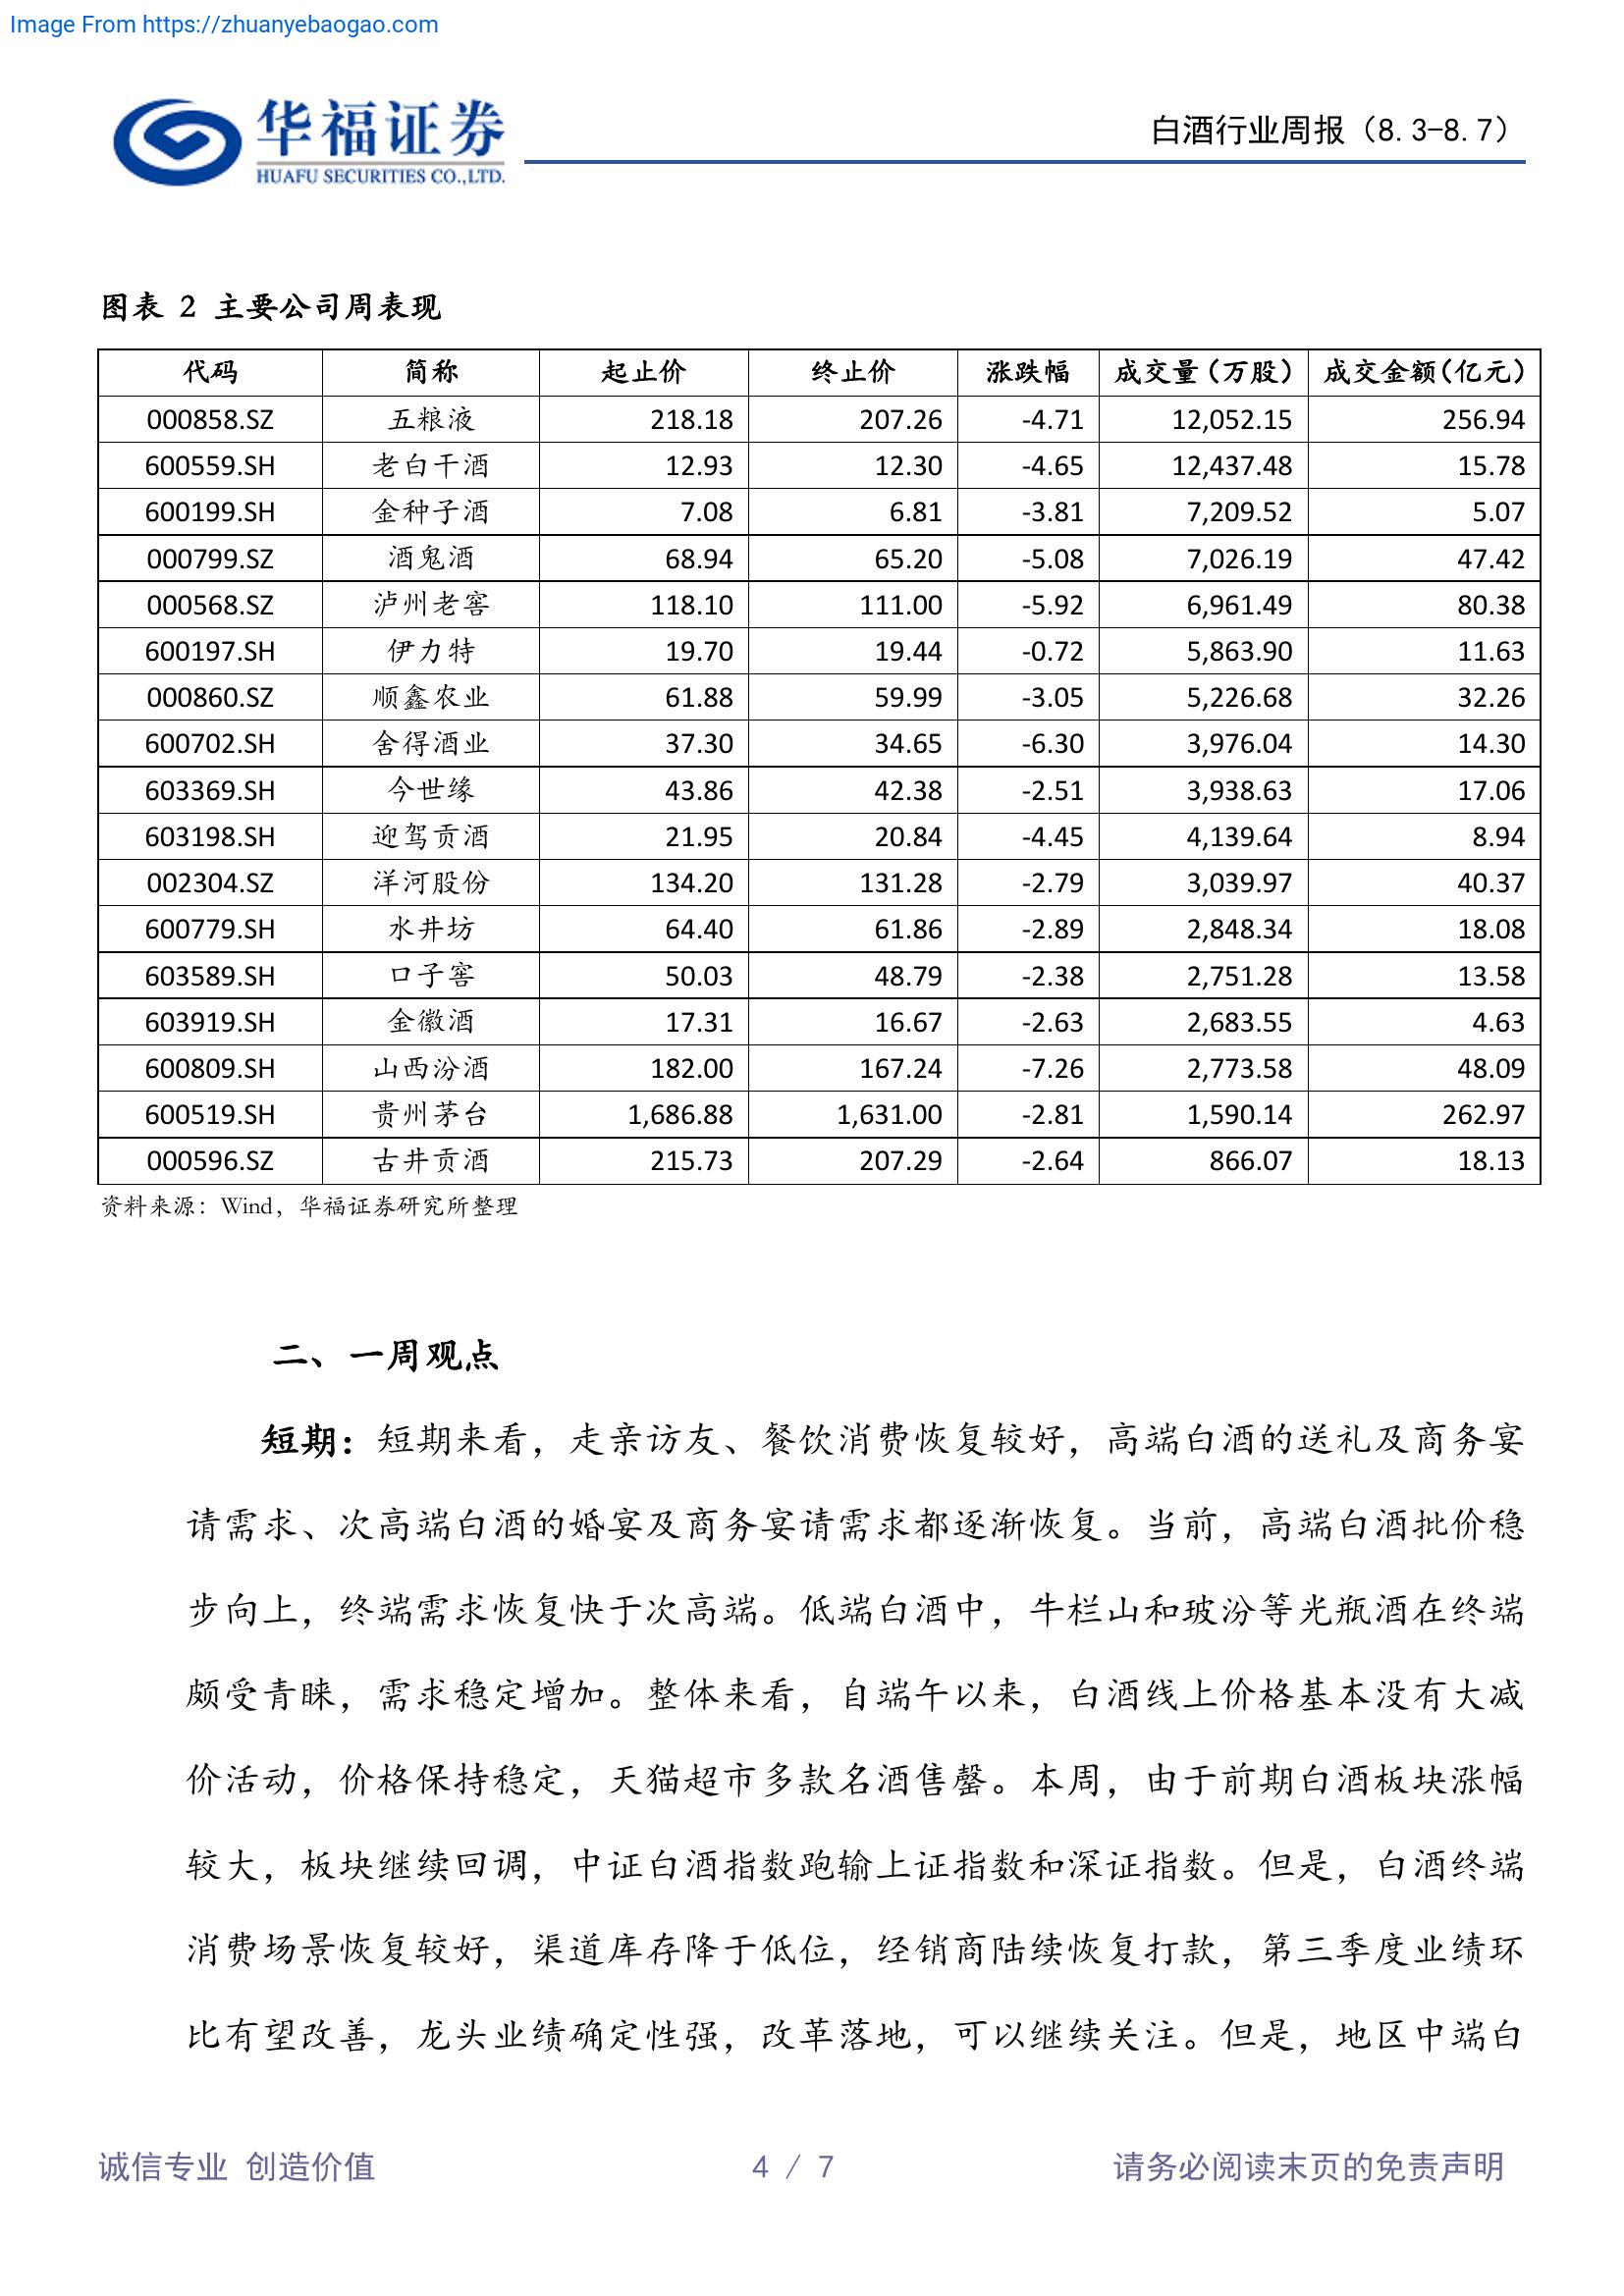 Image From https://zhuanyebaogao.com
华福证券
HUAFU SECURITIES CO.,LTD.
白酒行业周报（8.3-8.7）
图表 2 主要公司周表现
代码 简称 起止价 终止价 涨跌幅 成交量(万股) 成交金额(亿元)
000858.SZ 五粮液 218.18 207.26 -4.71 12,052.15 256.94
600559.SH 老白干酒 12.93 12.30 -4.65 12,437.48 15.78
600199.SH 金种子酒 7.08 6.81 -3.81 7,209.52 5.07
000799.SZ 酒鬼酒 68.94 65.20 -5.08 7,026.19 47.42
000568.SZ 泸州老窖 118.10 111.00 -5.92 6,961.49 80.38
600197.SH 伊力特 19.70 19.44 -0.72 5,863.90 11.63
000860.SZ 顺鑫农业 61.88 59.99 -3.05 5,226.68 32.26
600702.SH 舍得酒业 37.30 34.65 -6.30 3,976.04 14.30
603369.SH 今世缘 43.86 42.38 -2.51 3,938.63 17.06
603198.SH 迎驾贡酒 21.95 20.84 -4.45 4,139.64 8.94
002304.SZ 洋河股份 134.20 131.28 -2.79 3,039.97 40.37
600779.SH 水井坊 64.40 61.86 -2.89 2,848.34 18.08
603589.SH 口子窖 50.03 48.79 -2.38 2,751.28 13.58
603919.SH 金徽酒 17.31 16.67 -2.63 2,683.55 4.63
600809.SH 山西汾酒 182.00 167.24 -7.26 2,773.58 48.09
600519.SH 贵州茅台 1,686.88 1,631.00 -2.81 1,590.14 262.97
000596.SZ 古井贡酒 215.73 207.29 -2.64 866.07 18.13
资料来源：Wind，华福证券研究所整理
二、一周观点
短期：短期来看，走亲访友、餐饮消费恢复较好，高端白酒的送礼及商务宴
请需求、次高端白酒的婚宴及商务宴请需求都逐渐恢复。当前，高端白酒批价稳
步向上，终端需求恢复快于次高端。低端白酒中，牛栏山和玻汾等光瓶酒在终端
颇受青睐，需求稳定增加。整体来看，自端午以来，白酒线上价格基本没有大减
价活动，价格保持稳定，天猫超市多款名酒售罄。本周，由于前期白酒板块涨幅
较大，板块继续回调，中证白酒指数跑输上证指数和深证指数。但是，白酒终端
消费场景恢复较好，渠道库存降于低位，经销商陆续恢复打款，第三季度业绩环
比有望改善，龙头业绩确定性强，改革落地，可以继续关注。但是，地区中端白
诚信专业 创造价值 4 / 7 请务必阅读末页的免责声明